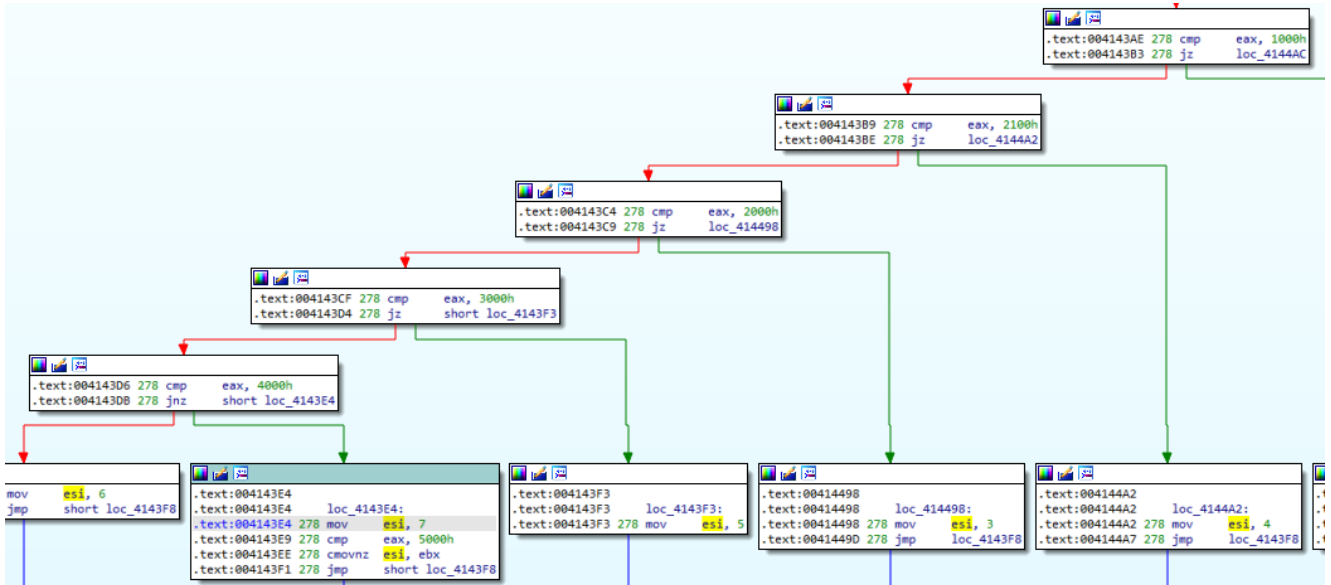 .text:004143AE 278 cmp eax, 1000h
.text:004143B3 278 jz loc_4144AC
.text:004143B9 278 cmp eax, 2100h
.text:004143BE 278 jz loc_4144A2
.text:004143C4 278 cmp eax, 2000h
.text:004143C9 278 jz loc_414498
.text:004143CF 278 cmp eax, 3000h
.text:004143D4 278 jz short loc_4143F3
.text:004143D6 278 cmp eax, 4000h
.text:004143DB 278 jnz short loc_4143E4
mov esi, 6
jmp short loc_4143F8
.text:004143E4
.text:004143E4 loc_4143E4:
.text:004143E4 278 mov esi, 7
.text:004143E9 278 cmp eax, 5000h
.text:004143EE 278 cmovnz esi, ebx
.text:004143F1 278 jmp short loc_4143F8
.text:004143F3
.text:004143F3 loc_4143F3:
.text:004143F3 278 mov esi, 5
.text:00414498
.text:00414498 loc_414498:
.text:00414498 278 mov esi, 3
.text:0041449D 278 jmp loc_4143F8
.text:004144A2
.text:004144A2 loc_4144A2:
.text:004144A2 278 mov esi, 4
.text:004144A7 278 jmp loc_4143F8